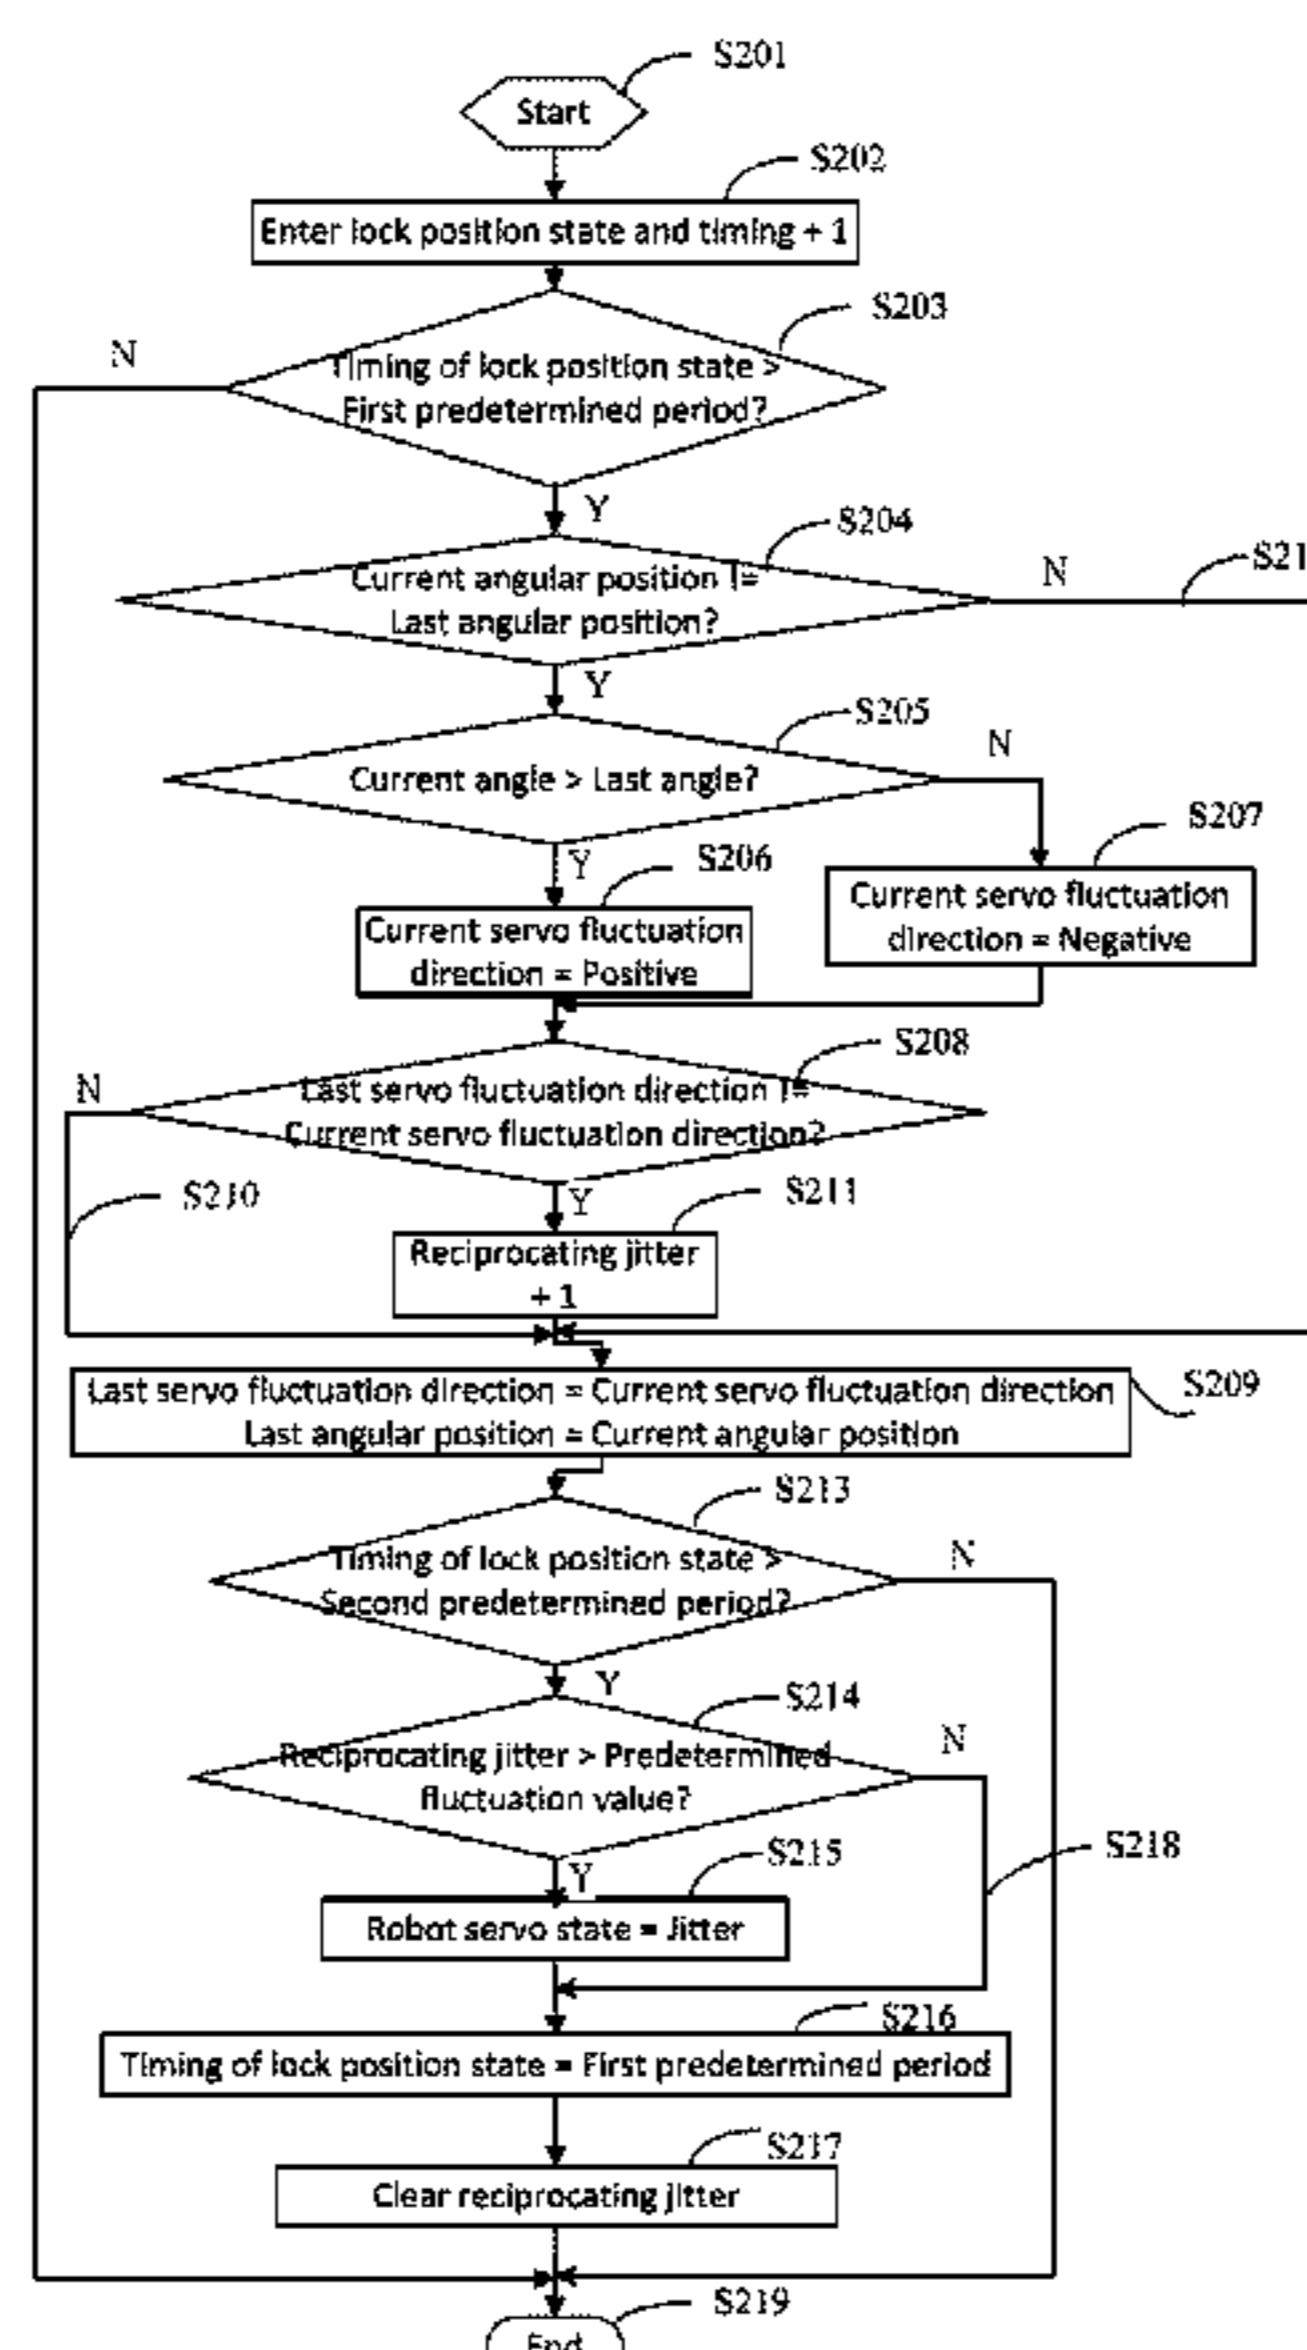 S201
Start
S202
Enter lock position state and timing + 1
S203
N
Timing of lock position state >
First predetermined period?
Y
S204
Current angular position !=
Last angular position?
N
S21
Y
S205
Current angle > Last angle?
N
S207
Y
S206
Current servo fluctuation
direction = Positive
Current servo fluctuation
direction = Negative
S208
N
Last servo fluctuation direction !=
Current servo fluctuation direction?
S210
Y
S211
Reciprocating jitter
+ 1
Last servo fluctuation direction = Current servo fluctuation direction
Last angular position = Current angular position
S209
S213
Timing of lock position state >
Second predetermined period?
N
Y
S214
Reciprocating jitter > Predetermined
fluctuation value?
N
S218
Y
S215
Robot servo state = Jitter
S216
Timing of lock position state = First predetermined period
S217
Clear reciprocating jitter
S219
End